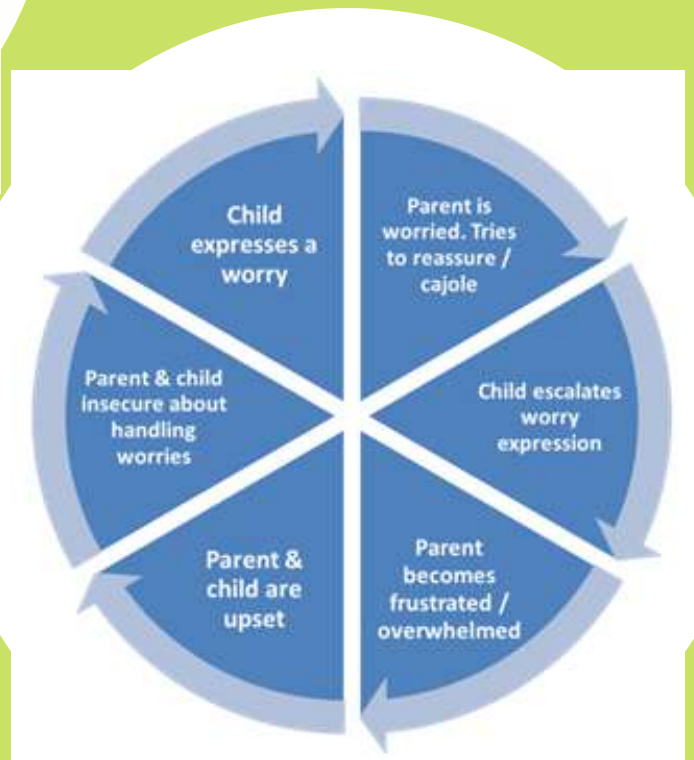 Child
expresses a
worry
Parent is
worried. Tries
to reassure /
cajole
Child escalates
worry
expression
Parent
becomes
frustrated /
overwhelmed
Parent &
child are
upset
Parent & child
insecure about
handling
worries